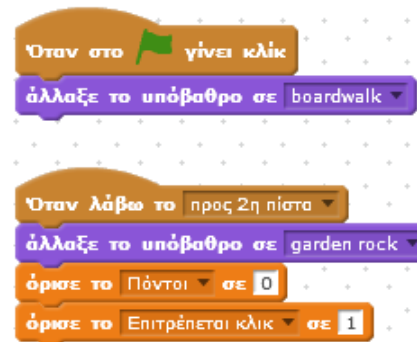 Όταν στο γίνει κλικ
άλλαξε το υπόβαθρο σε boardwalk
Όταν λάβω το προς 2η πίστα
άλλαξε το υπόβαθρο σε garden rock
όρισε το Πόντοι σε 0
όρισε το Επιτρέπεται κλικ σε 1